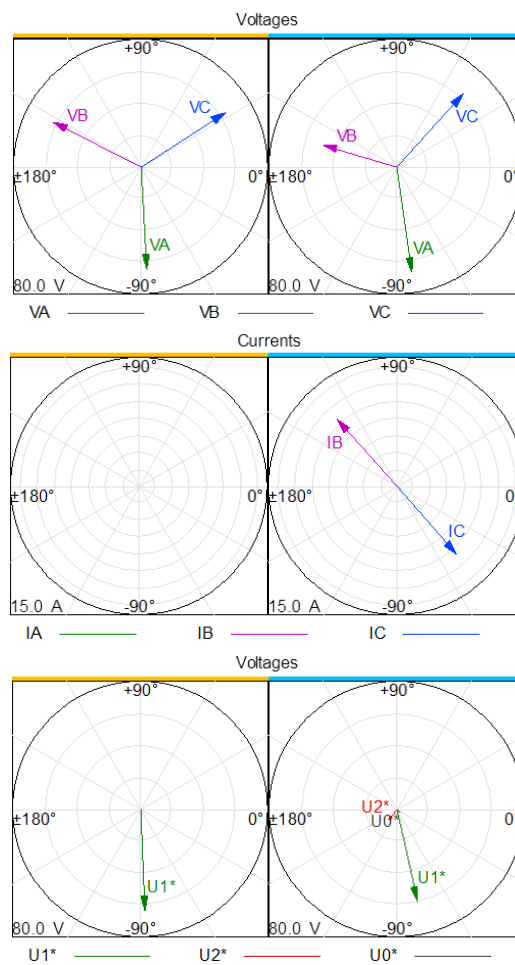 Voltages
+90° +90°
VB VC VB VC
±180° 0° ±180° 0°
VA VA
80.0 V -90° 80.0 V -90°
VA VB VC
Currents
+90° +90°
IB
±180° 0° ±180° 0
IC
15.0 A -90° 15.0 A -90°
IA IB IC
Voltages
+90° +90°
±180° 0° ±180° U2* U0* 0°
U1* U1*
80.0 V -90° 80.0 V -90°
U1* U2* U0*